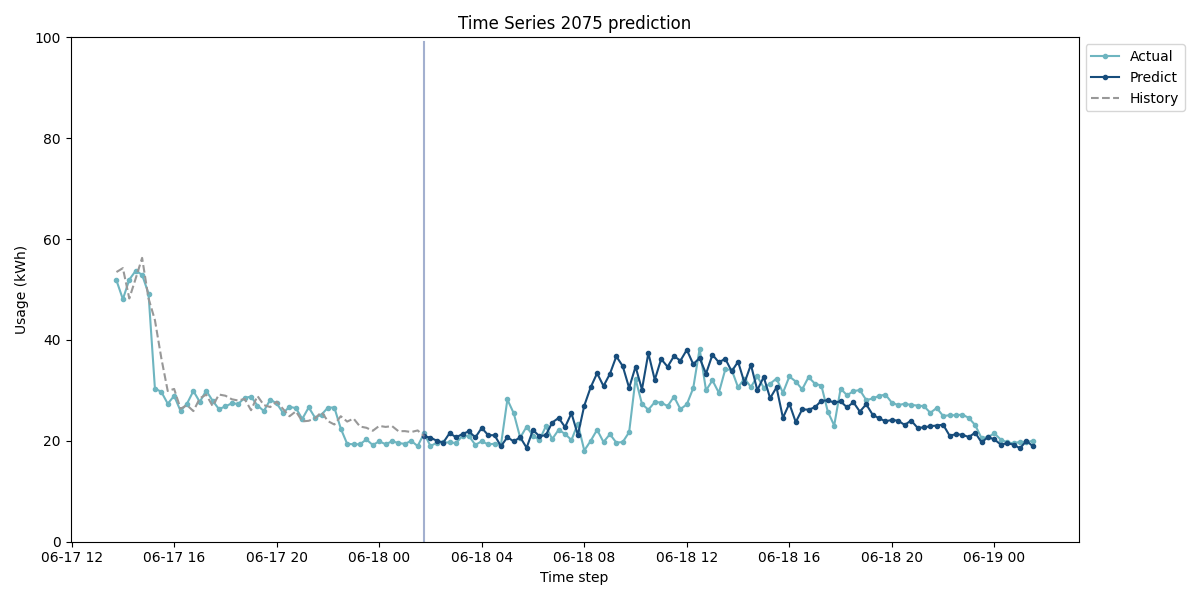 Time Series 2075 prediction
100
80
60
40
20
0
Usage (kWh)
06-17 12
06-17 16
06-17 20
06-18 00
06-18 04
06-18 08
06-18 12
06-18 16
06-18 20
06-19 00
Time step
Actual
Predict
History